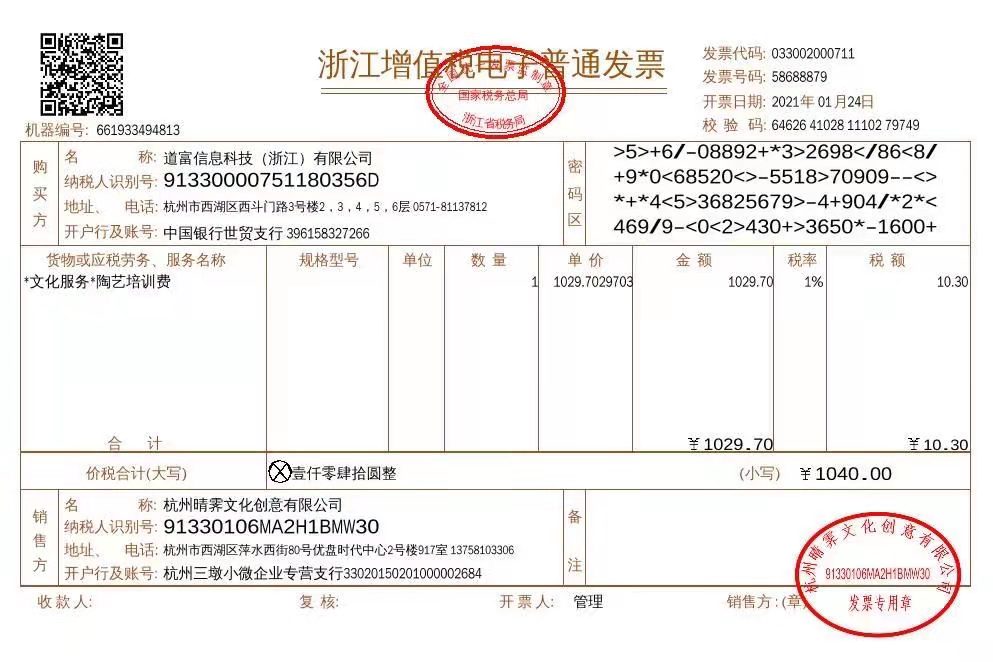 浙江增值税电子普通发票
全国统一发票监制章
国家税务总局
浙江省税务局
发票代码: 033002000711
发票号码: 58688879
开票日期: 2021年 01月24日
校 验 码: 64626 41028 11102 79749
机器编号: 661933494813
购买方
名 称: 道富信息科技（浙江）有限公司
纳税人识别号: 91330000751180356D
地址、 电话: 杭州市西湖区西斗门路3号楼2，3，4，5，6层 0571-81137812
开户行及账号: 中国银行世贸支行 396158327266
密码区
>5>+6/-08892+*3>2698</86<8/
+9*0<68520<>-5518>70909--<>
*+*4<5>36825679>-4+904/*2*<
469/9-<0<2>430+>3650*-1600+
货物或应税劳务、服务名称 规格型号 单位 数 量 单 价 金 额 税率 税 额
*文化服务*陶艺培训费 1 1029.7029703 1029.70 1% 10.30
合 计 ￥1029.70 ￥10.30
价税合计(大写) ⓧ壹仟零肆拾圆整 (小写) ￥1040.00
销售方
名 称: 杭州晴霁文化创意有限公司
纳税人识别号: 91330106MA2H1BMW30
地址、 电话: 杭州市西湖区萍水西街80号优盘时代中心2号楼917室 13758103306
开户行及账号: 杭州三墩小微企业专营支行33020150201000002684
备注
收 款 人: 复 核: 开 票 人: 管理 销售方: (章)
杭州晴霁文化创意有限公司
91330106MA2H1BMW30
发票专用章